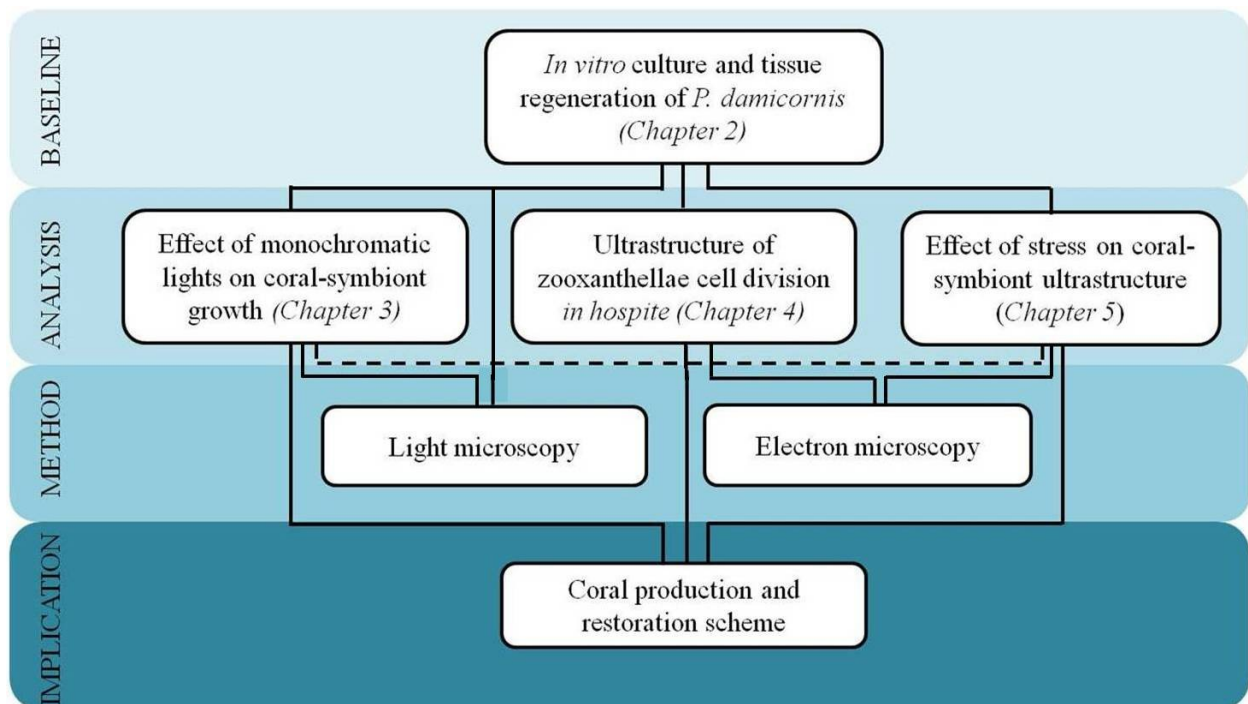 BASELINE
In vitro culture and tissue
regeneration of P. damicornis
(Chapter 2)
ANALYSIS
Effect of monochromatic
lights on coral-symbiont
growth (Chapter 3)
Ultrastructure of
zooxanthellae cell division
in hospite (Chapter 4)
Effect of stress on coral-
symbiont ultrastructure
(Chapter 5)
METHOD
Light microscopy
Electron microscopy
IMPLICATION
Coral production and
restoration scheme